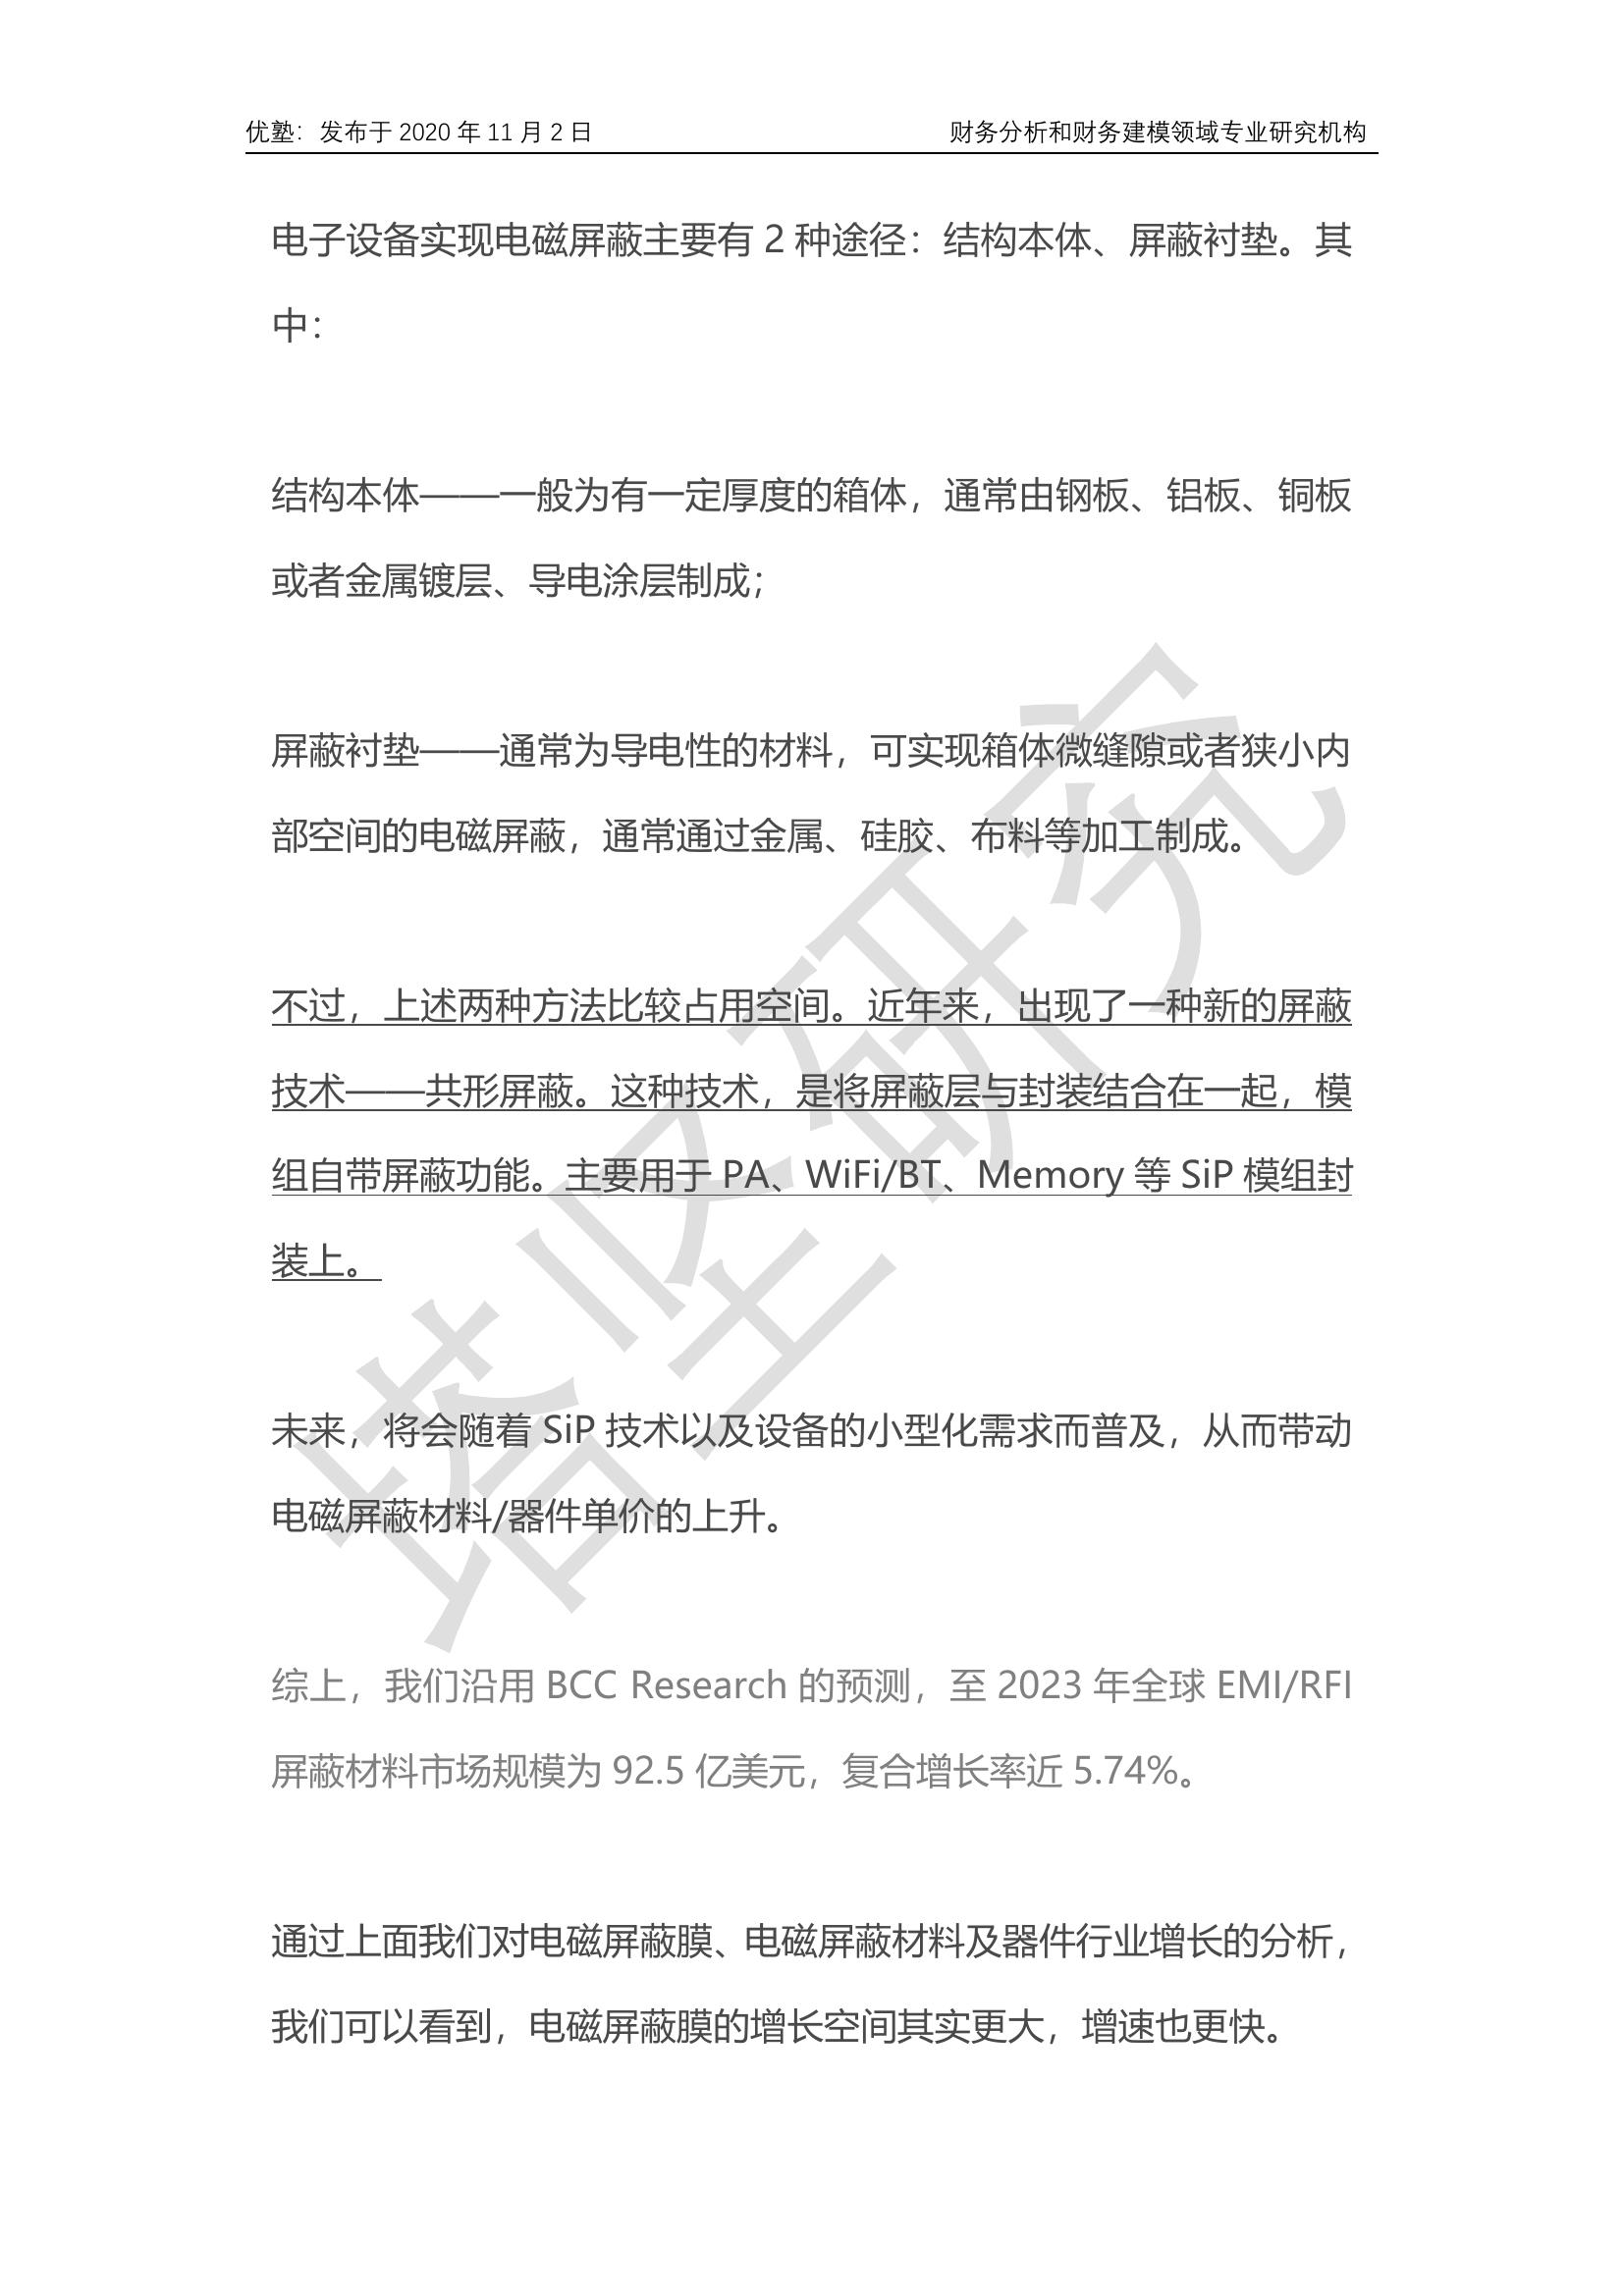 优塾：发布于 2020 年 11 月 2 日 财务分析和财务建模领域专业研究机构
电子设备实现电磁屏蔽主要有 2 种途径：结构本体、屏蔽衬垫。其
中：
结构本体——一般为有一定厚度的箱体，通常由钢板、铝板、铜板
或者金属镀层、导电涂层制成；
屏蔽衬垫——通常为导电性的材料，可实现箱体微缝隙或者狭小内
部空间的电磁屏蔽，通常通过金属、硅胶、布料等加工制成。
不过，上述两种方法比较占用空间。近年来，出现了一种新的屏蔽
技术——共形屏蔽。这种技术，是将屏蔽层与封装结合在一起，模
组自带屏蔽功能。主要用于 PA、WiFi/BT、Memory 等 SiP 模组封
装上。
未来，将会随着 SiP 技术以及设备的小型化需求而普及，从而带动
电磁屏蔽材料/器件单价的上升。
综上，我们沿用 BCC Research 的预测，至 2023 年全球 EMI/RFI
屏蔽材料市场规模为 92.5 亿美元，复合增长率近 5.74%。
通过上面我们对电磁屏蔽膜、电磁屏蔽材料及器件行业增长的分析，
我们可以看到，电磁屏蔽膜的增长空间其实更大，增速也更快。
塔坚研究